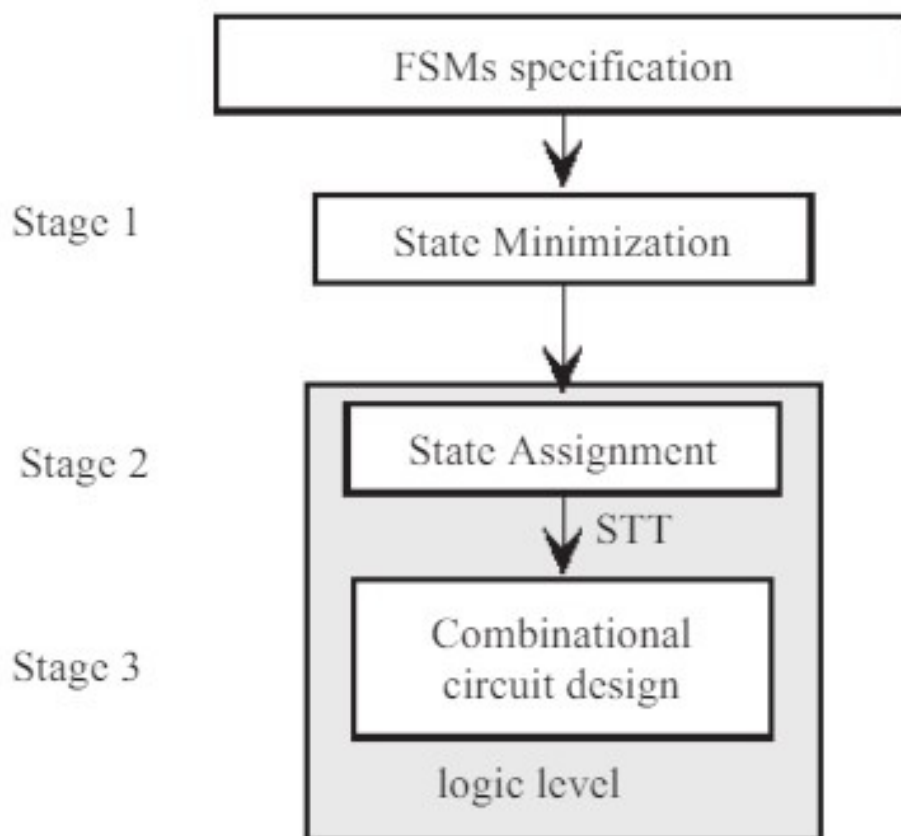 FSMs specification
Stage 1
State Minimization
Stage 2
State Assignment
STT
Stage 3
Combinational
circuit design
logic level